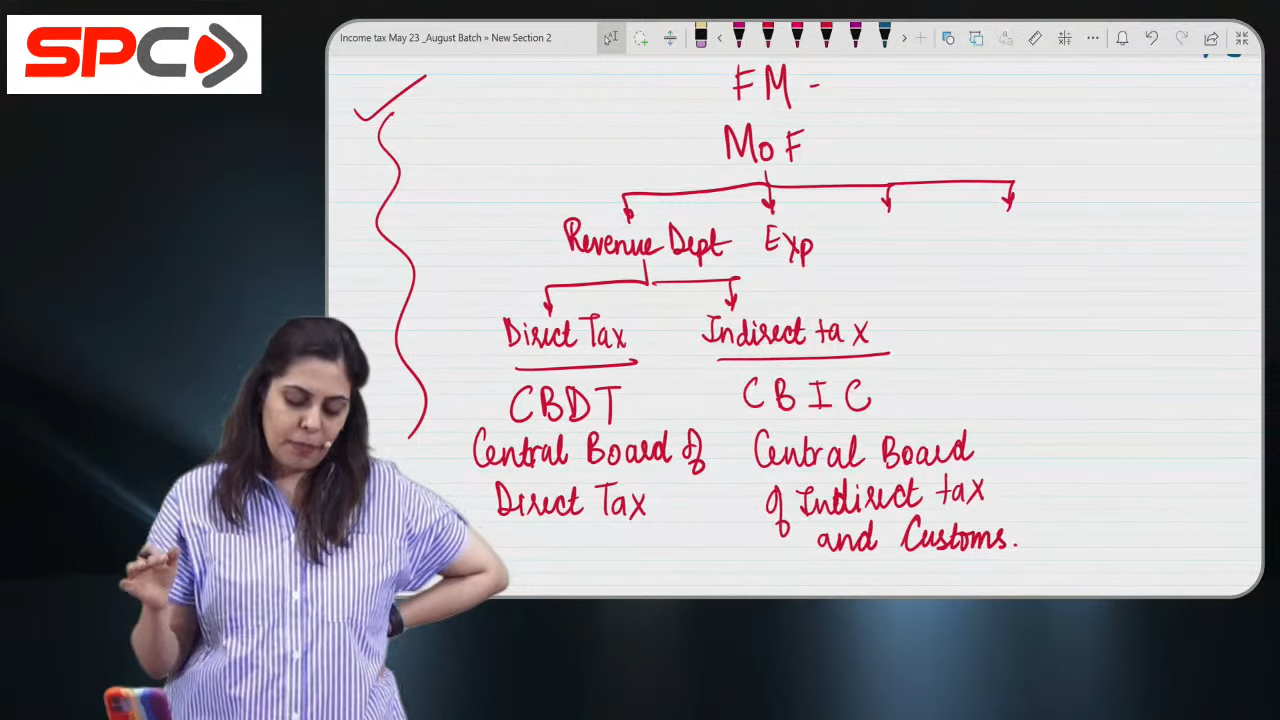 SPC
Income tax May 23 _August Batch » New Section 2
FM -
MoF
Revenue Dept Exp
Direct Tax Indirect tax
CBDT CBIC
Central Board of Central Board
Direct Tax of Indirect tax
and Customs.